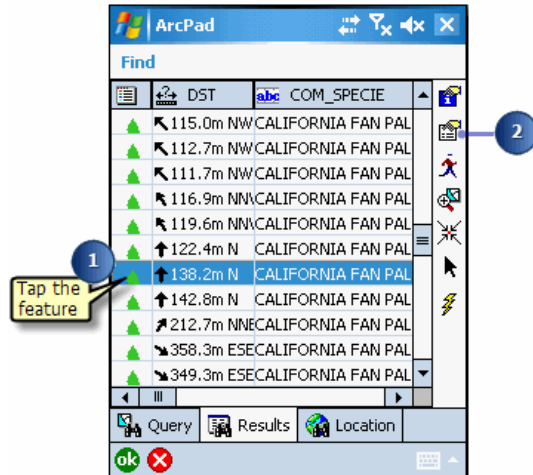 ArcPad
Find
DST abc COM_SPECIE
115.0m NW CALIFORNIA FAN PAL
112.7m NW CALIFORNIA FAN PAL
111.7m NW CALIFORNIA FAN PAL
116.9m NNW CALIFORNIA FAN PAL
119.6m NNW CALIFORNIA FAN PAL
122.4m N CALIFORNIA FAN PAL
138.2m N CALIFORNIA FAN PAL
142.8m N CALIFORNIA FAN PAL
212.7m NNE CALIFORNIA FAN PAL
358.3m ESE CALIFORNIA FAN PAL
349.3m ESE CALIFORNIA FAN PAL
Query Results Location
ok
1
Tap the
feature
2